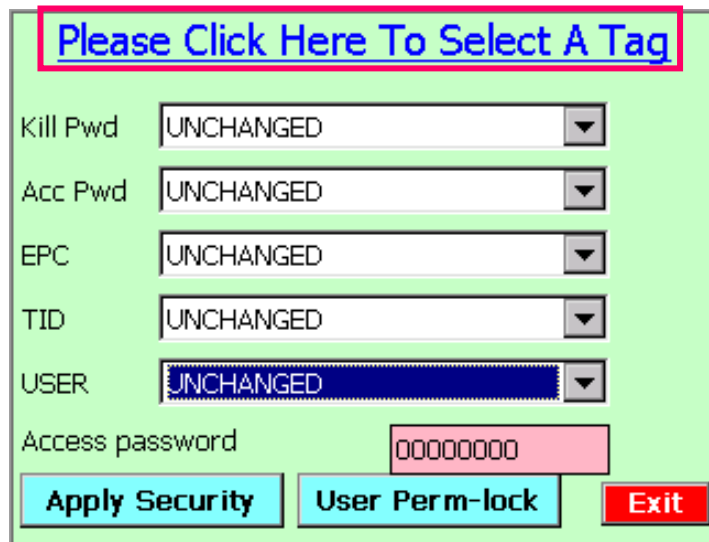 Please Click Here To Select A Tag
Kill Pwd UNCHANGED
Acc Pwd UNCHANGED
EPC UNCHANGED
TID UNCHANGED
USER UNCHANGED
Access password 00000000
Apply Security User Perm-lock Exit